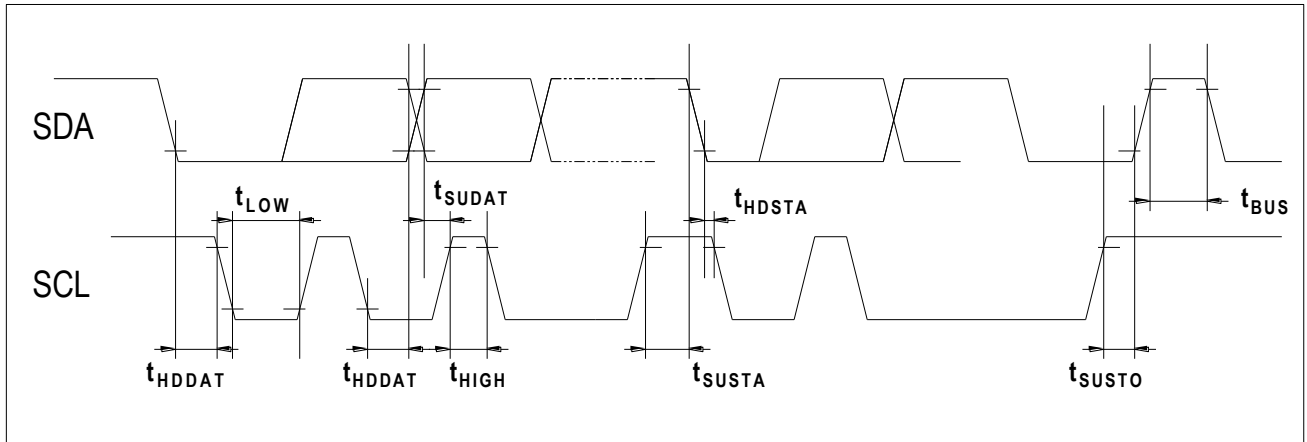 SDA
tSUDAT
tLOW
tHDSTA
tBUS
SCL
tHDDAT
tHDDAT
tHIGH
tSUSTA
tSUSTO